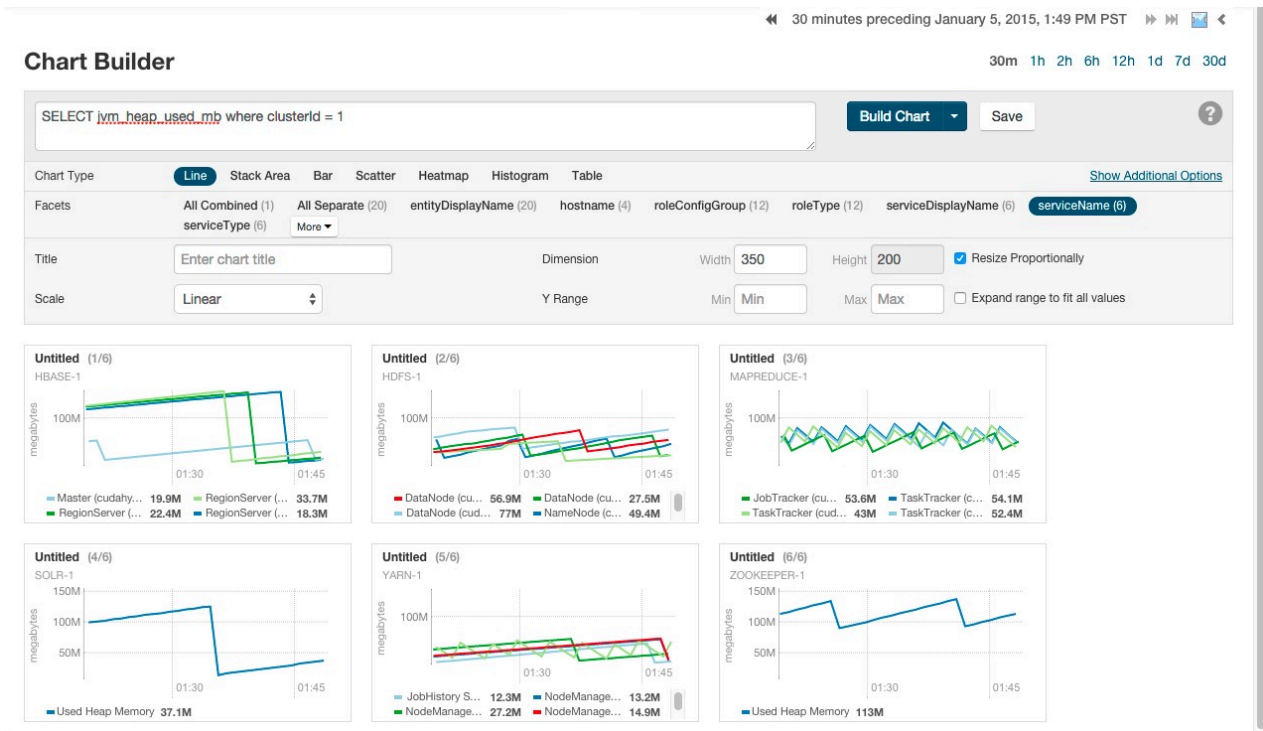 30 minutes preceding January 5, 2015, 1:49 PM PST
Chart Builder
30m 1h 2h 6h 12h 1d 7d 30d
SELECT jvm_heap_used_mb where clusterId = 1
Build Chart
Save
?
Chart Type Line Stack Area Bar Scatter Heatmap Histogram Table Show Additional Options
Facets All Combined (1) All Separate (20) entityDisplayName (20) hostname (4) roleConfigGroup (12) roleType (12) serviceDisplayName (6) serviceName (6)
serviceType (6) More
Title Enter chart title Dimension Width 350 Height 200 Resize Proportionally
Scale Linear Y Range Min Min Max Max Expand range to fit all values
Untitled (1/6)
HBASE-1
megabytes
100M
01:30 01:45
Master (cudahy... 19.9M RegionServer (... 33.7M
RegionServer (... 22.4M RegionServer (... 18.3M
Untitled (2/6)
HDFS-1
megabytes
100M
01:30 01:45
DataNode (cu... 56.9M DataNode (cu... 27.5M
DataNode (cud... 77M NameNode (c... 49.4M
Untitled (3/6)
MAPREDUCE-1
megabytes
100M
01:30 01:45
JobTracker (cu... 53.6M TaskTracker (c... 54.1M
TaskTracker (cud... 43M TaskTracker (c... 52.4M
Untitled (4/6)
SOLR-1
megabytes
150M
100M
50M
01:30 01:45
Used Heap Memory 37.1M
Untitled (5/6)
YARN-1
megabytes
100M
01:30 01:45
JobHistory S... 12.3M NodeManage... 13.2M
NodeManage... 27.2M NodeManage... 14.9M
Untitled (6/6)
ZOOKEEPER-1
megabytes
150M
100M
50M
01:30 01:45
Used Heap Memory 113M